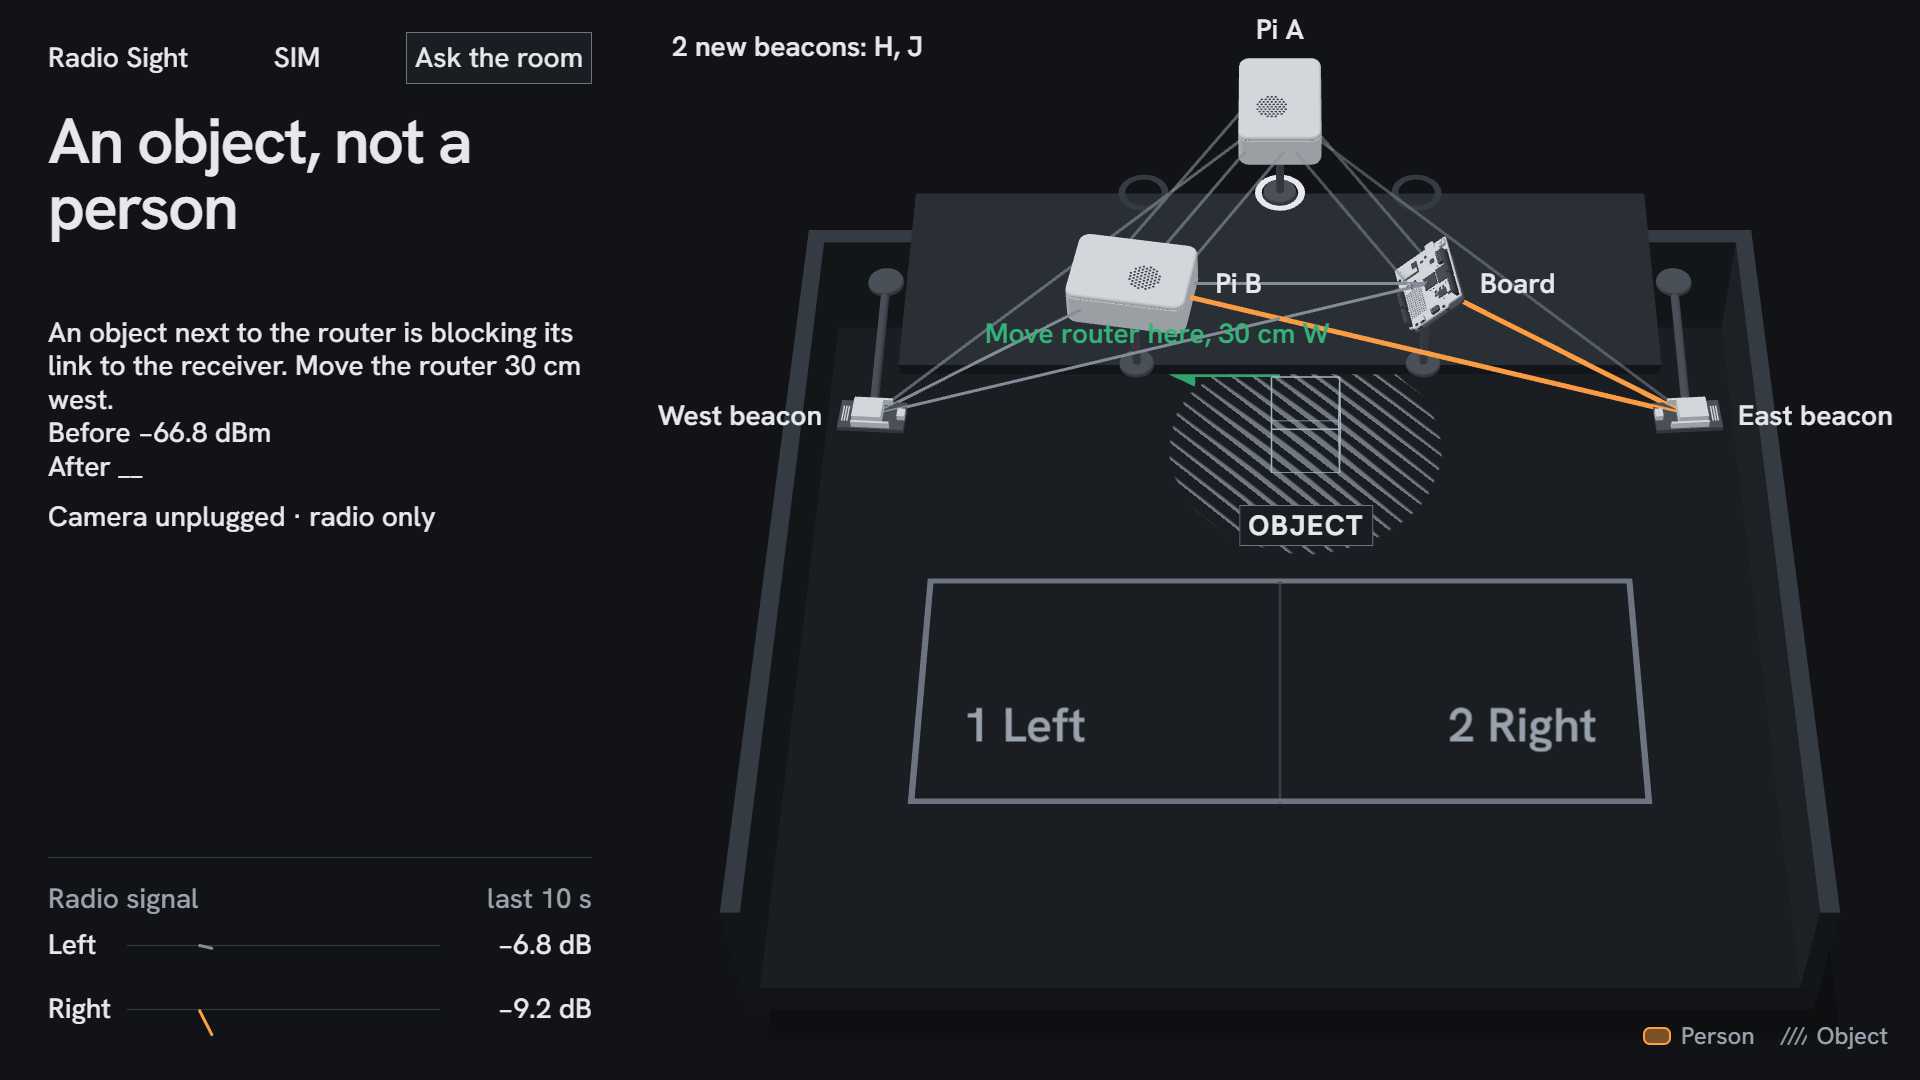 Radio Sight
SIM
Ask the room
An object, not a
person
An object next to the router is blocking its
link to the receiver. Move the router 30 cm
west.
Before −66.8 dBm
After __
Camera unplugged · radio only
Radio signal
last 10 s
Left
−6.8 dB
Right
−9.2 dB
2 new beacons: H, J
Pi A
Pi B
Board
Move router here, 30 cm W
West beacon
East beacon
OBJECT
1 Left
2 Right
Person
Object